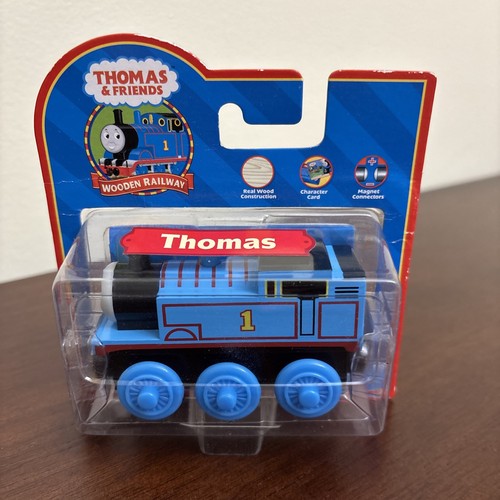 THOMAS
& FRIENDS
1
WOODEN RAILWAY
Real Wood
Construction
Character
Card
Magnet
Connectors
Thomas
1